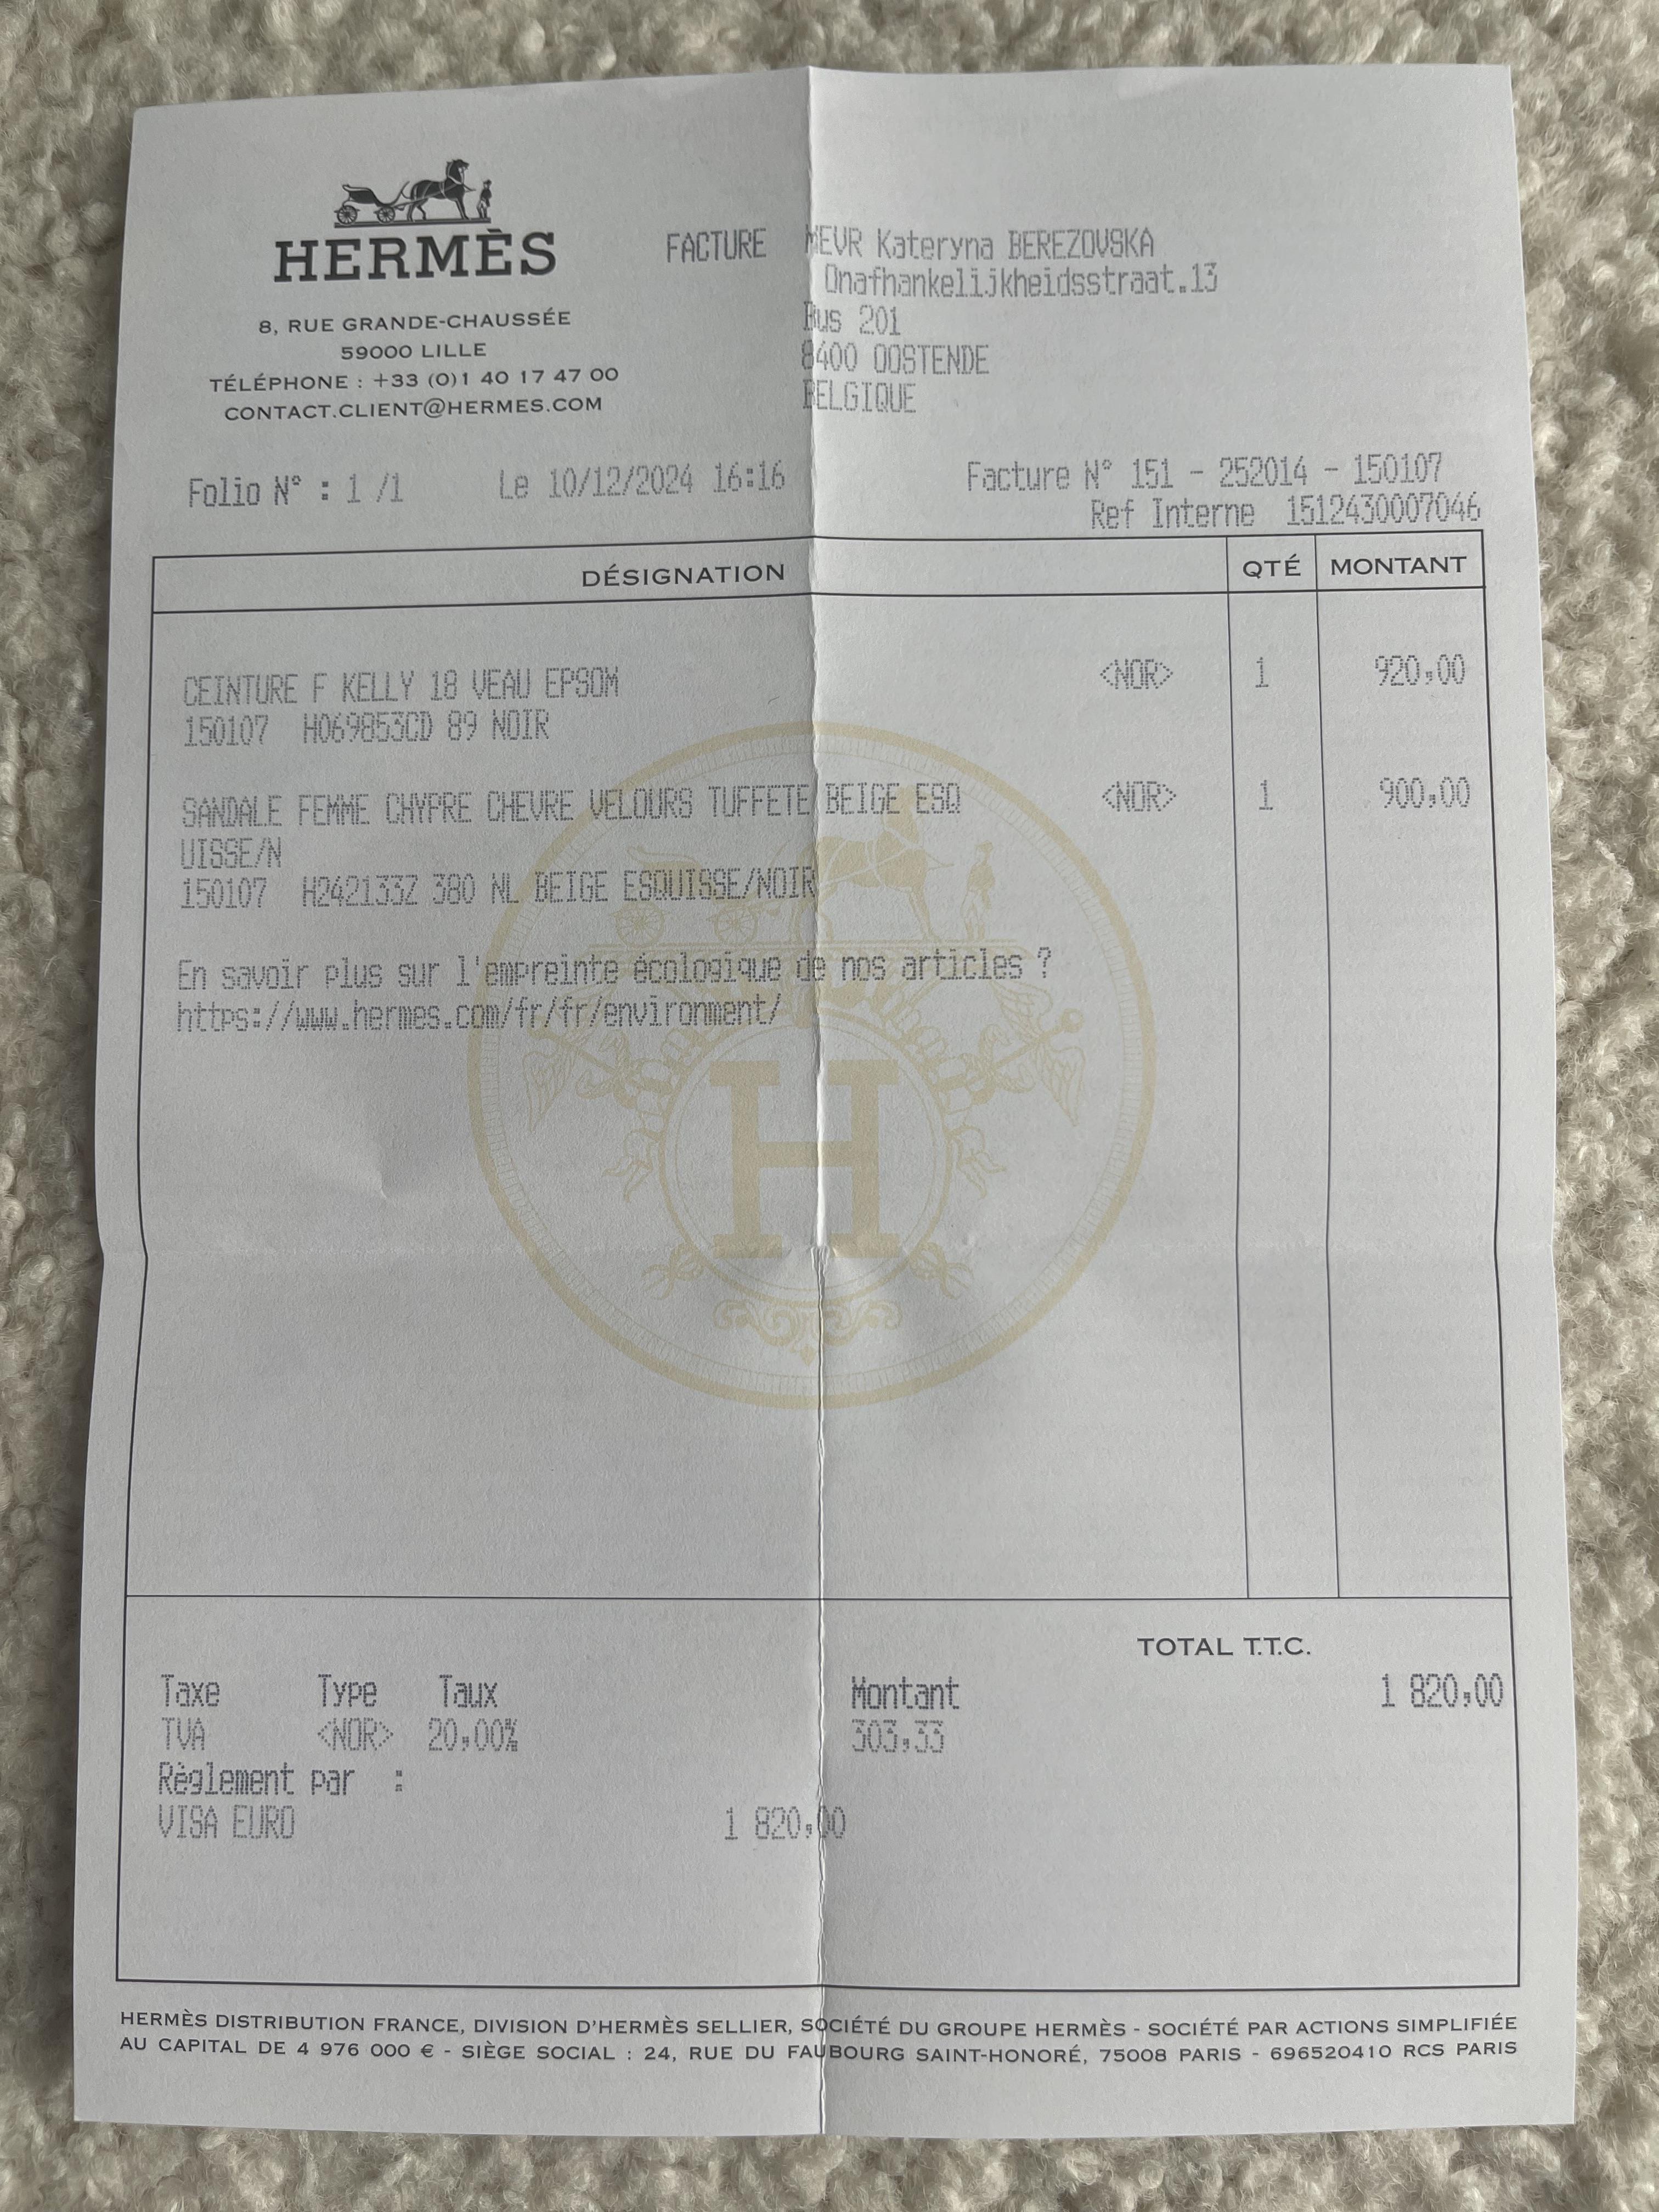 HERMÈS
8, RUE GRANDE-CHAUSSÉE
59000 LILLE
TÉLÉPHONE : +33 (0)1 40 17 47 00
CONTACT.CLIENT@HERMES.COM
FACTURE MEVR Kateryna BEREZOVSKA
Onafhankelijkheidsstraat.13
Bus 201
8400 OOSTENDE
BELGIQUE
Folio N° : 1 /1 Le 10/12/2024 16:16 Facture N° 151 - 252014 - 150107
Ref Interne 1512430007046
DÉSIGNATION QTÉ MONTANT
CEINTURE F KELLY 18 VEAU EPSOM <NOR> 1 920,00
150107 H069853CD 89 NOIR
SANDALE FEMME CHYPRE CHEVRE VELOURS TUFFETE BEIGE ESQ <NOR> 1 900,00
UISSE/N
150107 H242133Z 380 NL BEIGE ESQUISSE/NOIR
En savoir plus sur l'empreinte écologique de nos articles ?
https://www.hermes.com/fr/fr/environment/
H
TOTAL T.T.C.
Taxe Type Taux Montant 1 820,00
TVA <NOR> 20,00% 303,33
Règlement par :
VISA EURO 1 820,00
HERMÈS DISTRIBUTION FRANCE, DIVISION D'HERMÈS SELLIER, SOCIÉTÉ DU GROUPE HERMÈS - SOCIÉTÉ PAR ACTIONS SIMPLIFIÉE
AU CAPITAL DE 4 976 000 € - SIÈGE SOCIAL : 24, RUE DU FAUBOURG SAINT-HONORÉ, 75008 PARIS - 696520410 RCS PARIS